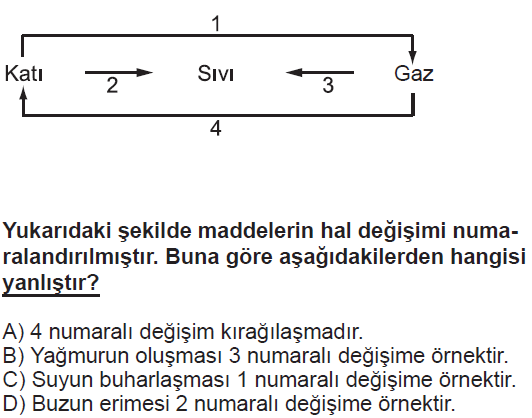 1
Katı
2
Sıvı
3
Gaz
4
Yukarıdaki şekilde maddelerin hal değişimi numa-
ralandırılmıştır. Buna göre aşağıdakilerden hangisi
yanlıştır?
A) 4 numaralı değişim kırağılaşmadır.
B) Yağmurun oluşması 3 numaralı değişime örnektir.
C) Suyun buharlaşması 1 numaralı değişime örnektir.
D) Buzun erimesi 2 numaralı değişime örnektir.